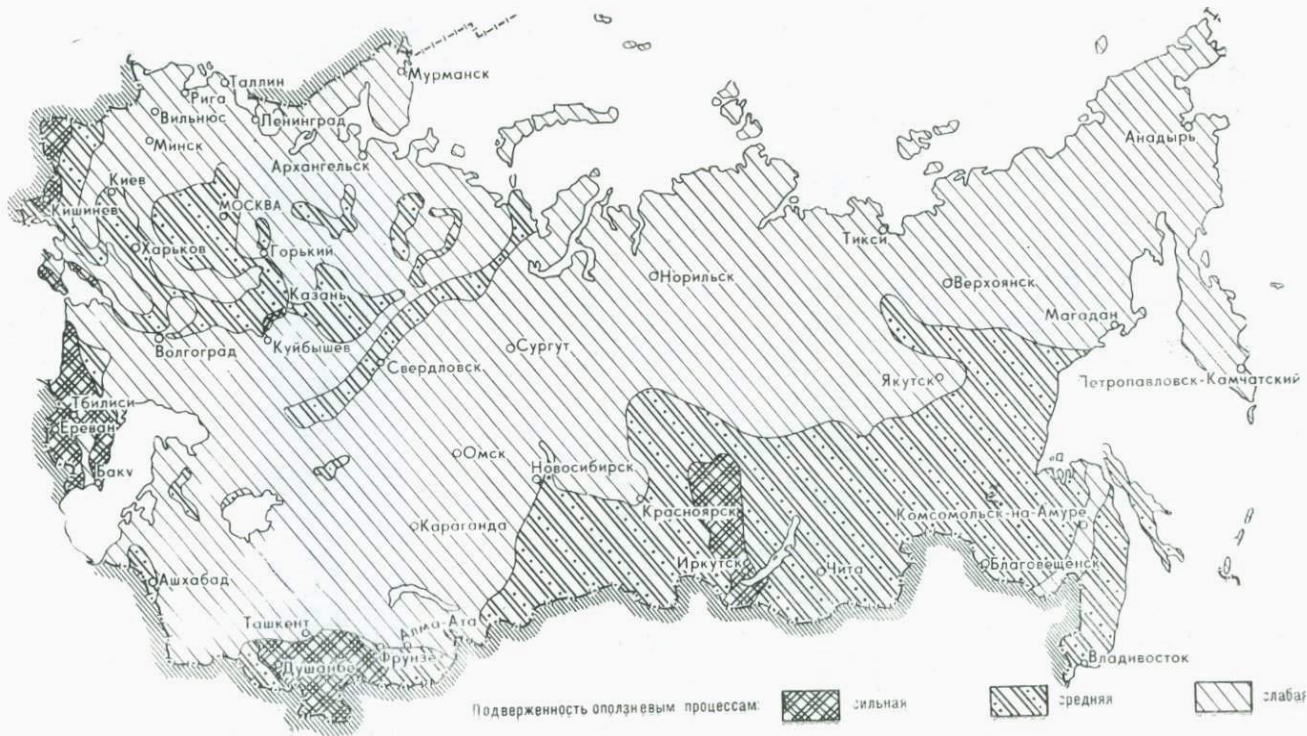 Мурманск
Таллин
Рига
Вильнюс
Ленинград
Минск
Анадырь
Архангельск
Киев
МОСКВА
Кишинев
Харьков
Горький
Тикси
Норильск
Верхоянск
Казань
Магадан
Волгоград
Куйбышев
Сургут
Свердловск
Якутск
Петропавловск-Камчатский
Тбилиси
Ереван
Омск
Новосибирск
Баку
Красноярск
Комсомольск-на-Амуре
Караганда
Иркутск
Чита
Благовещенск
Ашхабад
Ташкент
Алма-Ата
Фрунзе
Душанбе
Владивосток
Подверженность оползневым процессам: сильная средняя слабая